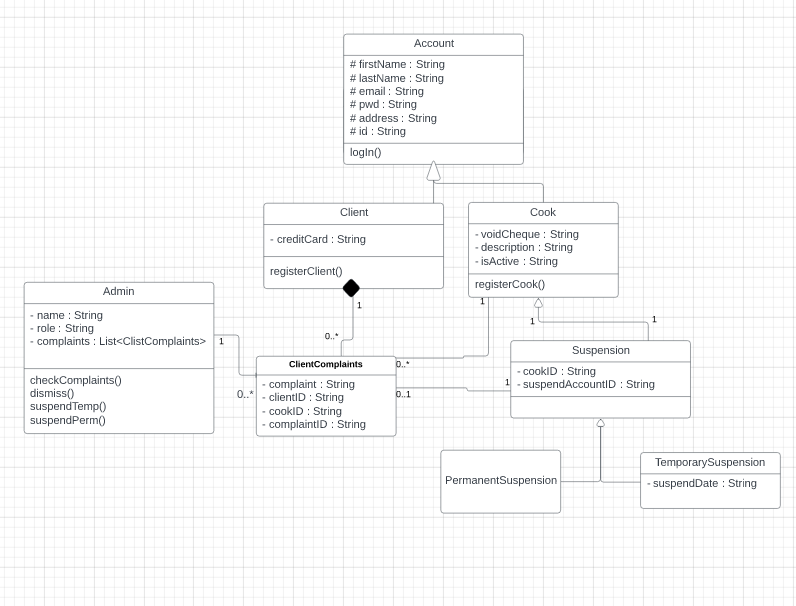 Account
# firstName : String
# lastName : String
# email : String
# pwd : String
# address : String
# id : String
logIn()
Client
- creditCard : String
registerClient()
Cook
- voidCheque : String
- description : String
- isActive : String
registerCook()
Admin
- name : String
- role : String
- complaints : List<ClistComplaints>
checkComplaints()
dismiss()
suspendTemp()
suspendPerm()
1
0..*
1
0..*
ClientComplaints
- complaint : String
- clientID : String
- cookID : String
- complaintID : String
1
0..*
0..1
1
1
1
Suspension
- cookID : String
- suspendAccountID : String
PermanentSuspension
TemporarySuspension
- suspendDate : String